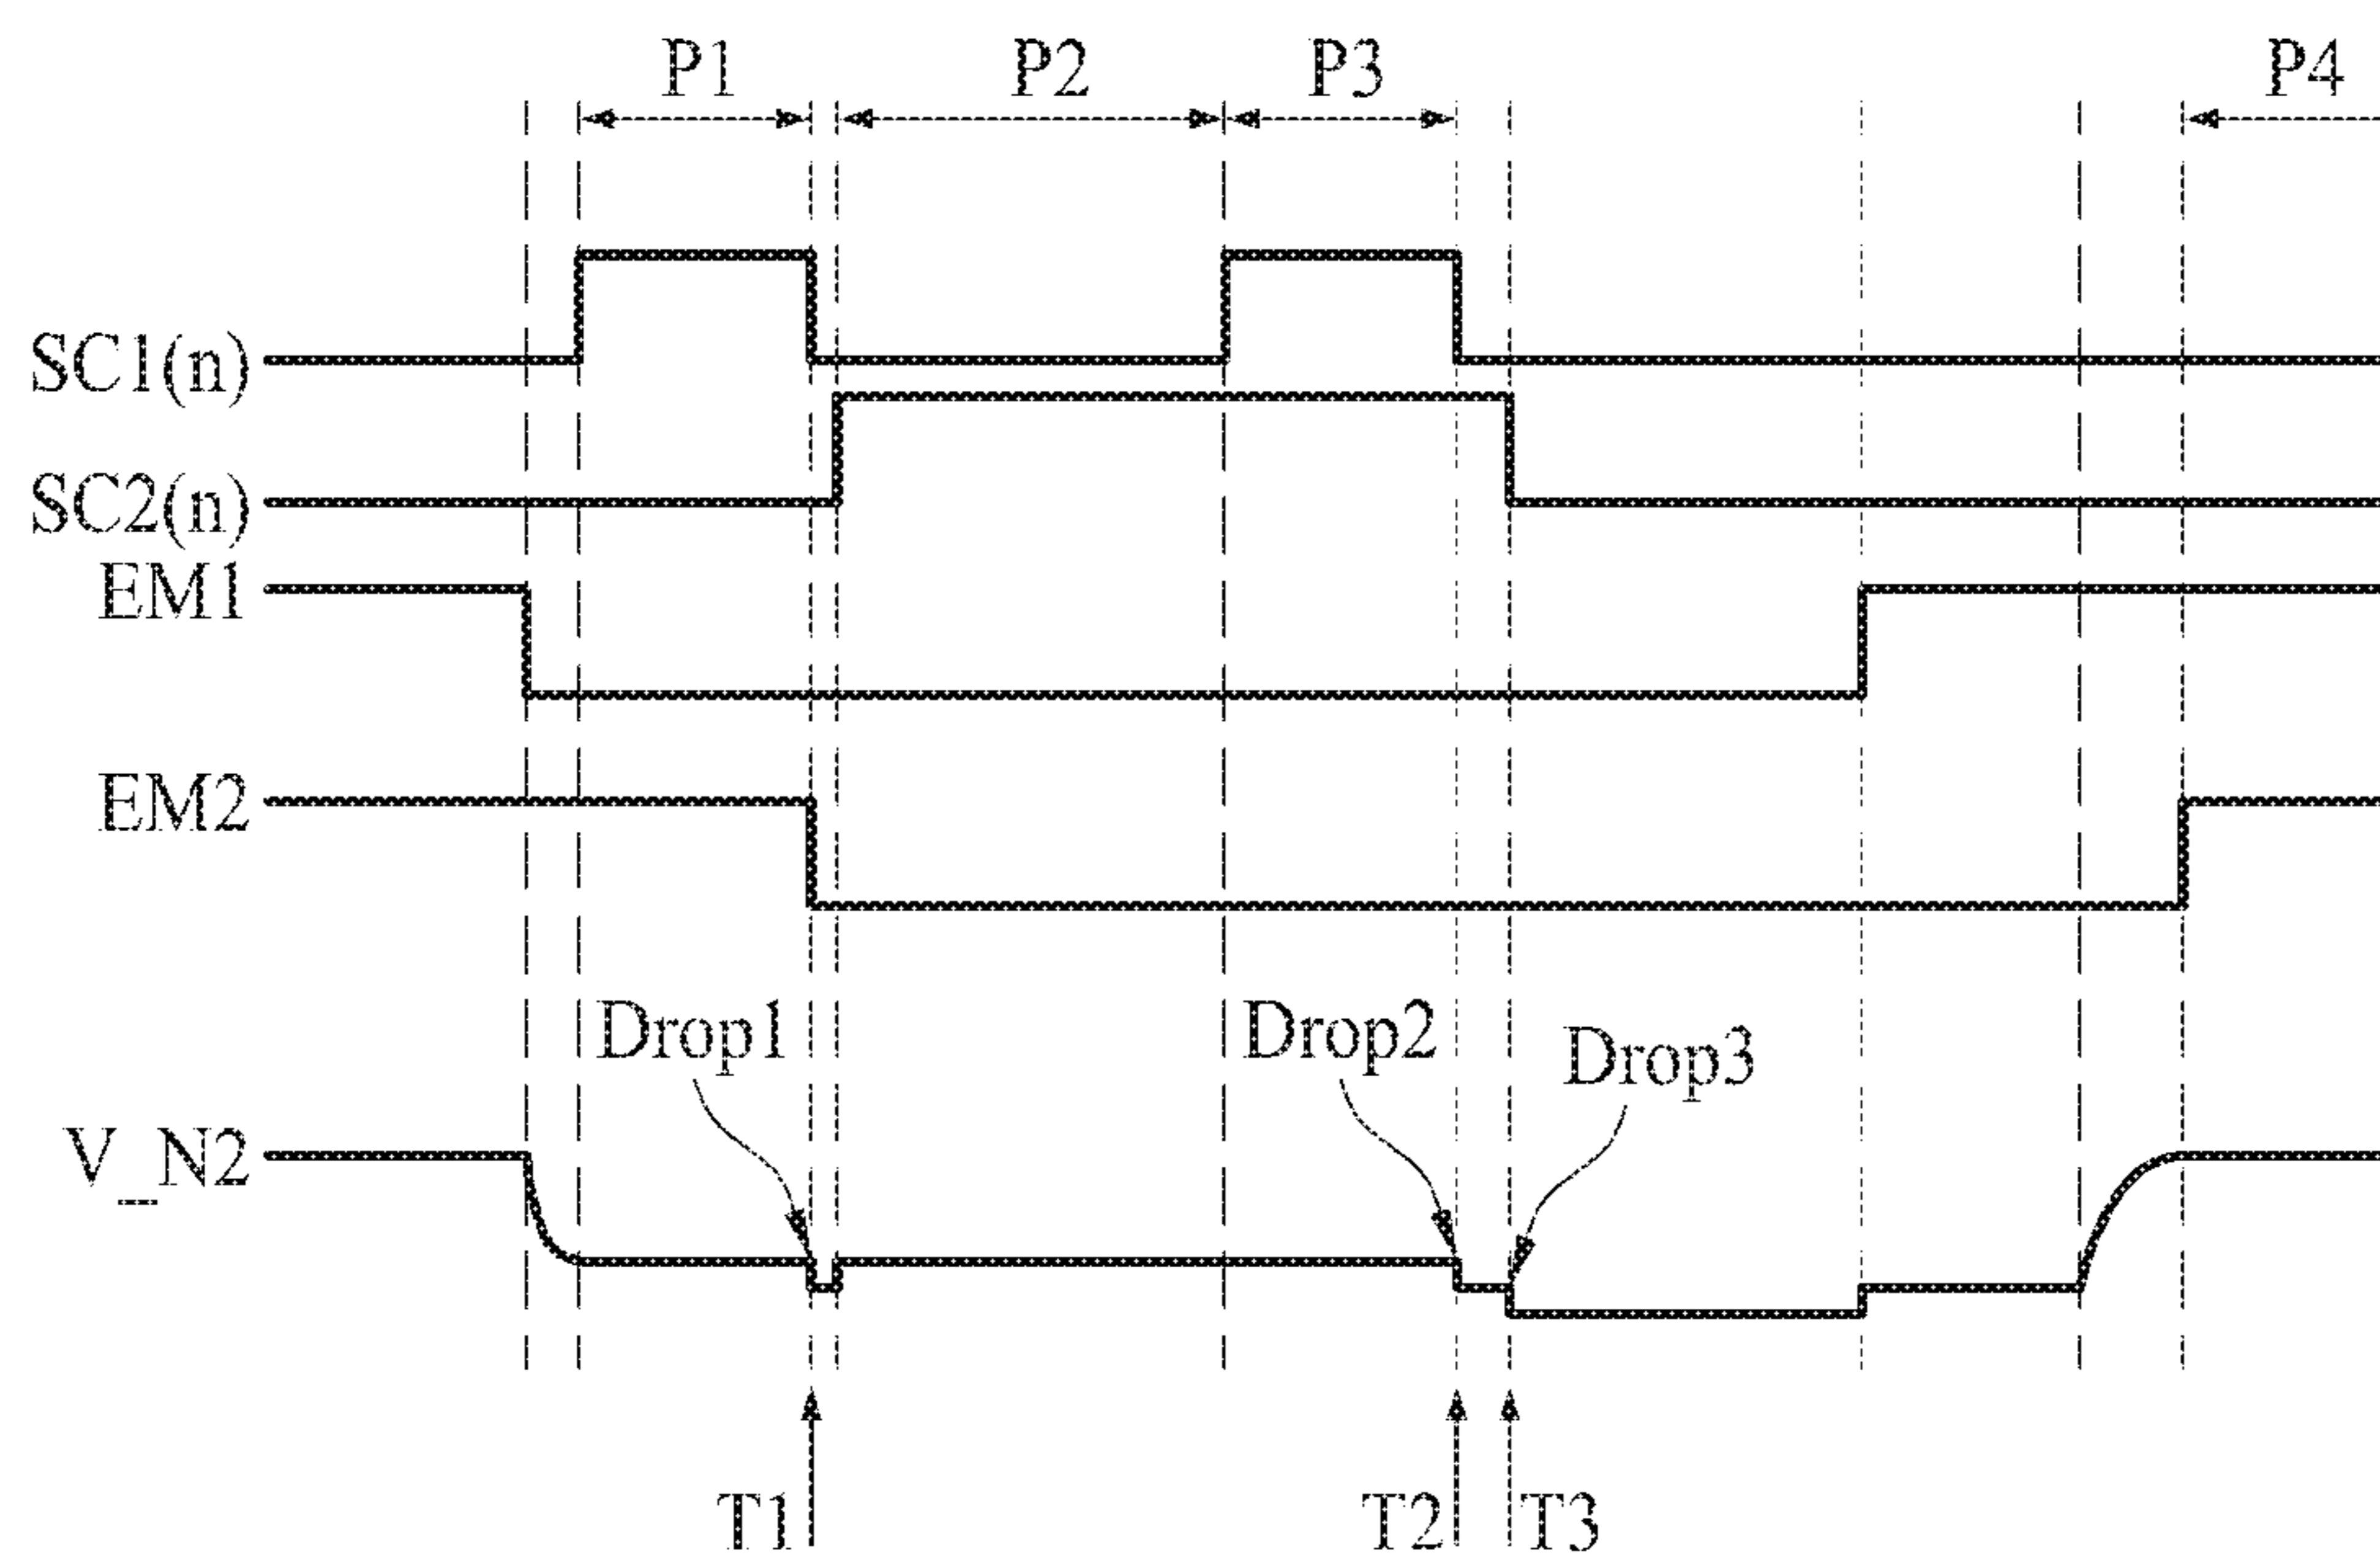 P1 P2 P3 P4
SC1(n)
SC2(n)
EM1
EM2
Drop1 Drop2 Drop3
V_N2
T1 T2 T3